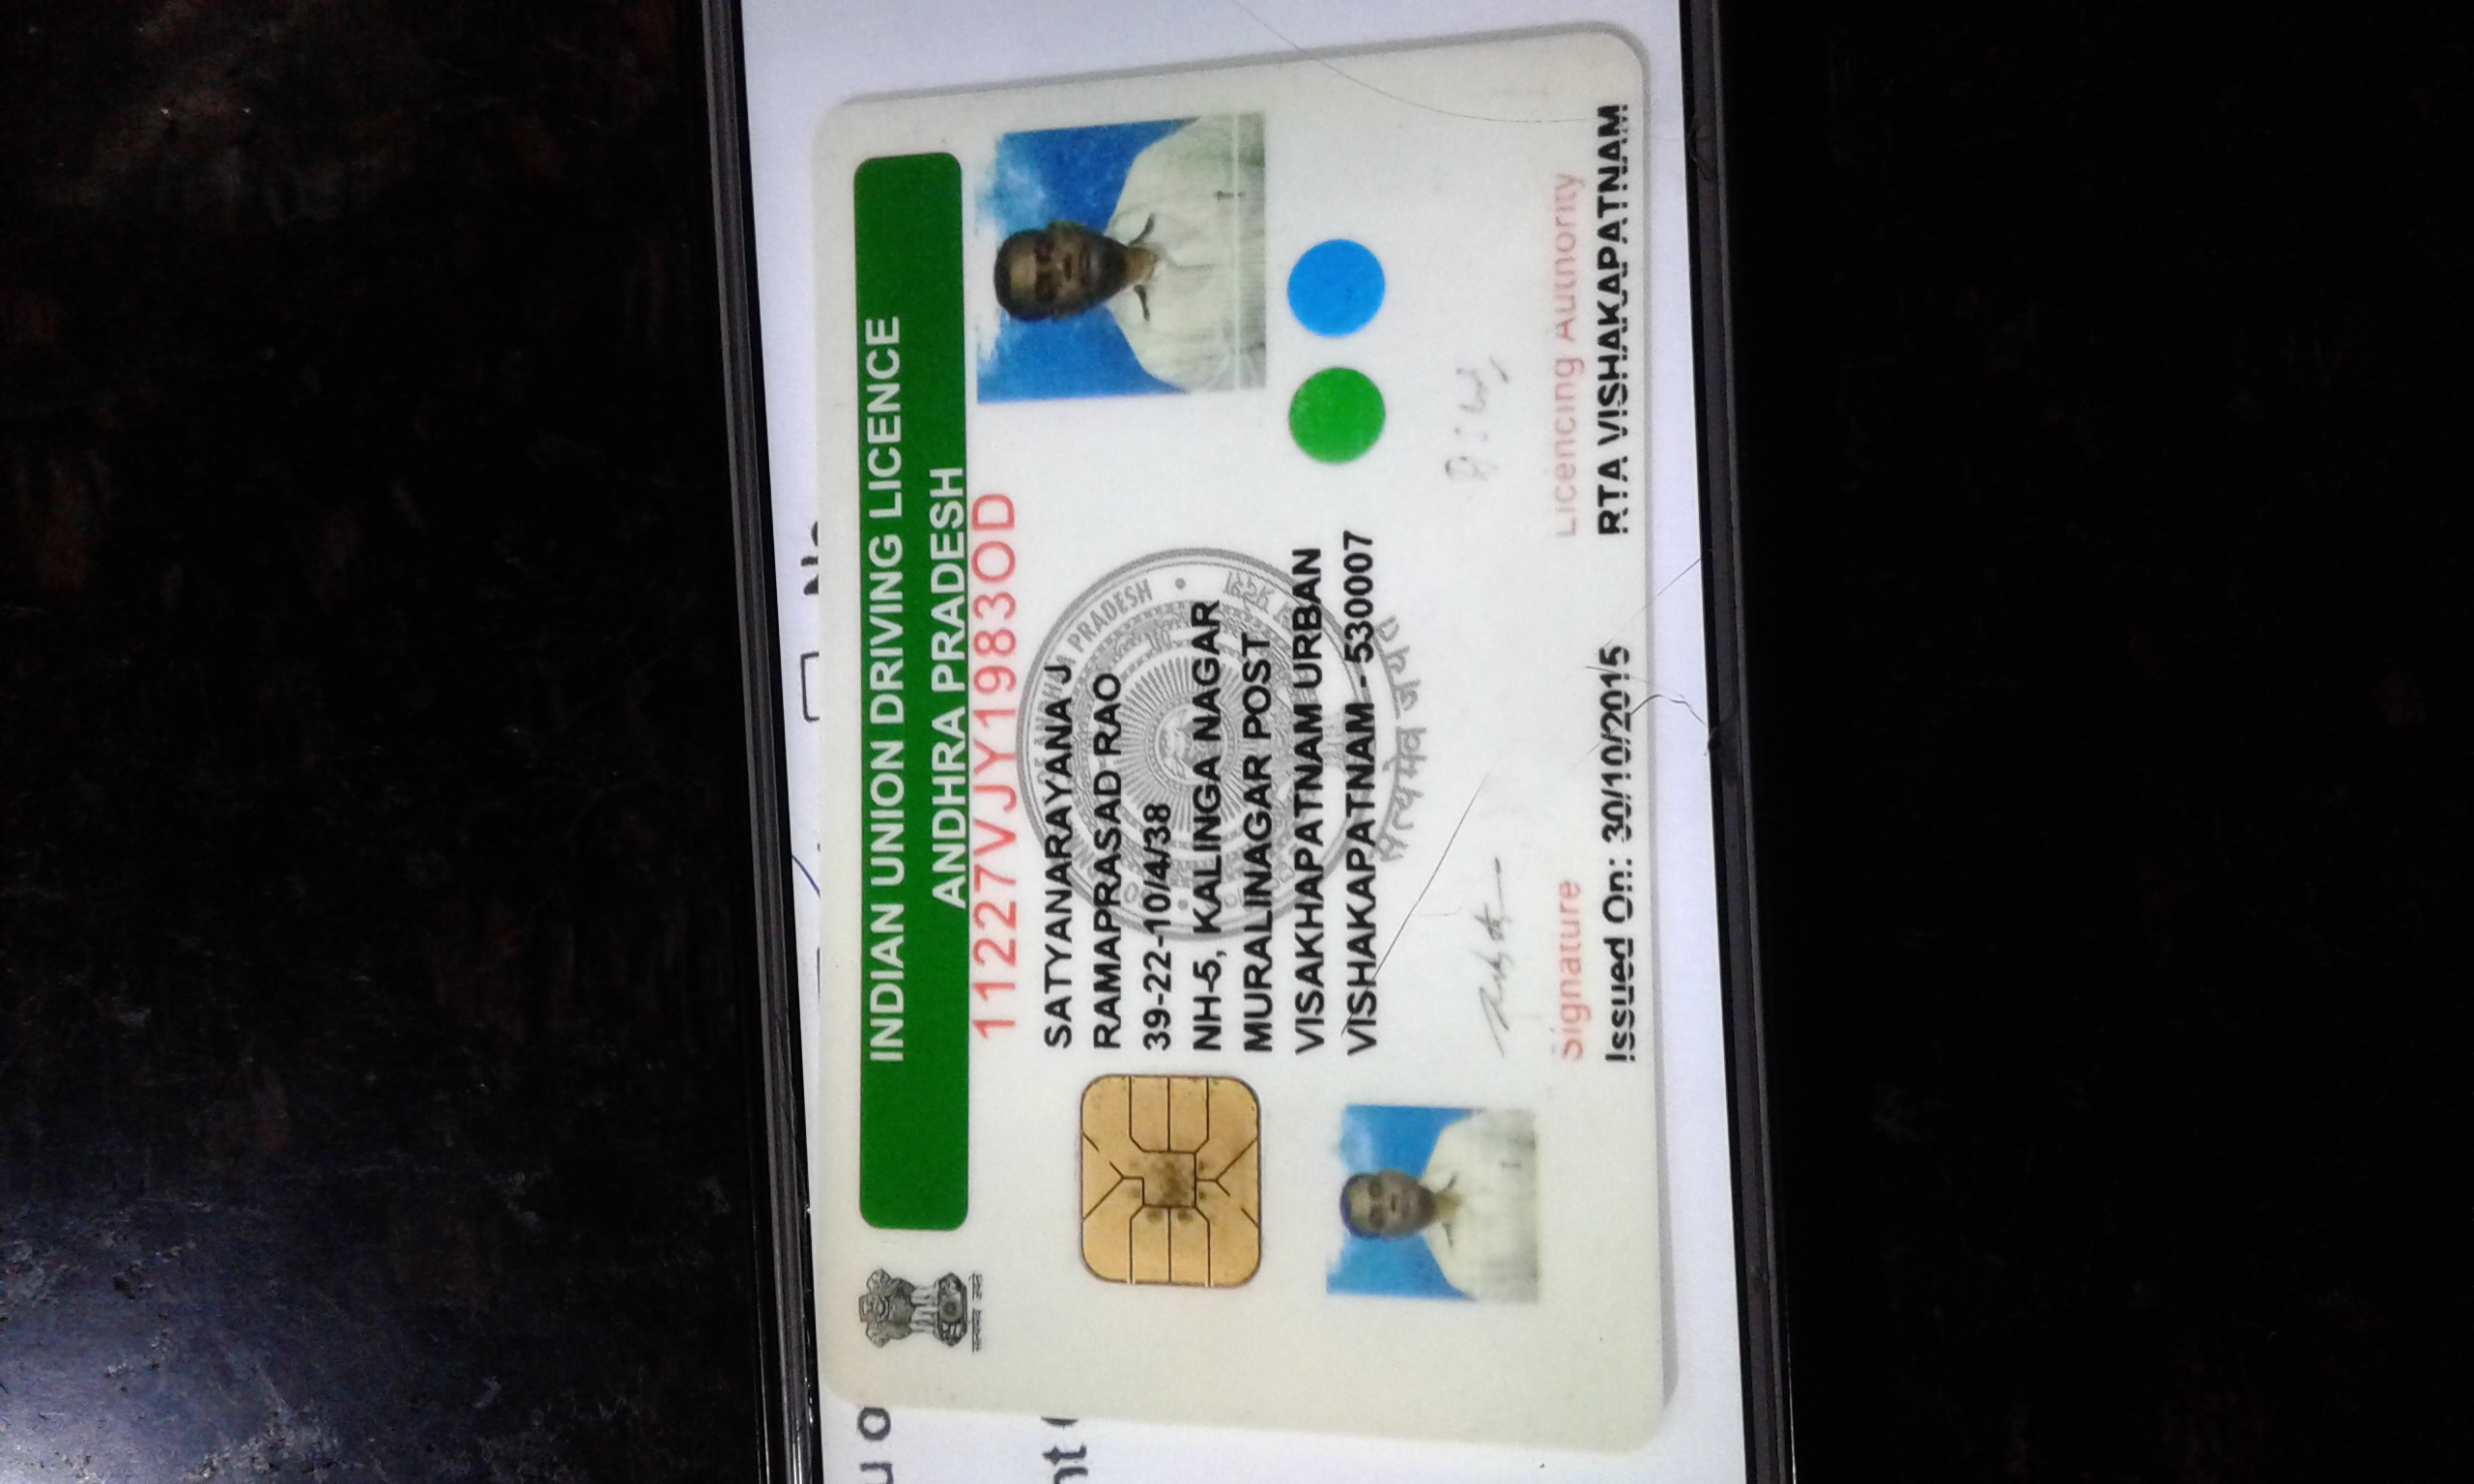 No
u o
nt
सत्यमेव जयते
INDIAN UNION DRIVING LICENCE
ANDHRA PRADESH
11227VJY1983OD
SATYANARAYANA J
RAMAPRASAD RAO
39-22-10/4/38
NH-5, KALINGA NAGAR
MURALINAGAR POST
VISAKHAPATNAM URBAN
VISHAKAPATNAM - 530007
OF ANDHRA PRADESH
सत्यमेव जयते
Signature
Licencing Authority
Issued On: 30/10/2015
RTA VISHAKAPATNAM